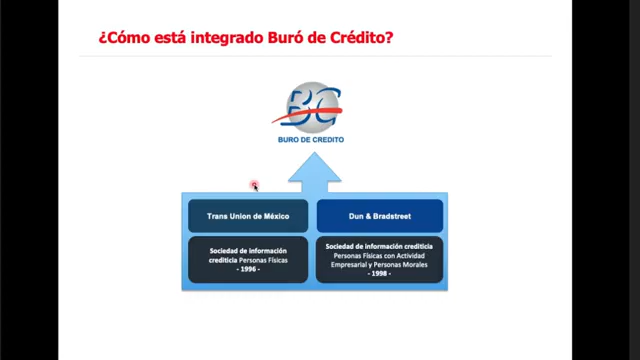 ¿Cómo está integrado Buró de Crédito?
BC
BURO DE CREDITO
Trans Union de México
Sociedad de información
crediticia Personas Físicas
- 1996 -
Dun & Bradstreet
Sociedad de información crediticia
Personas Físicas con Actividad
Empresarial y Personas Morales
- 1998 -